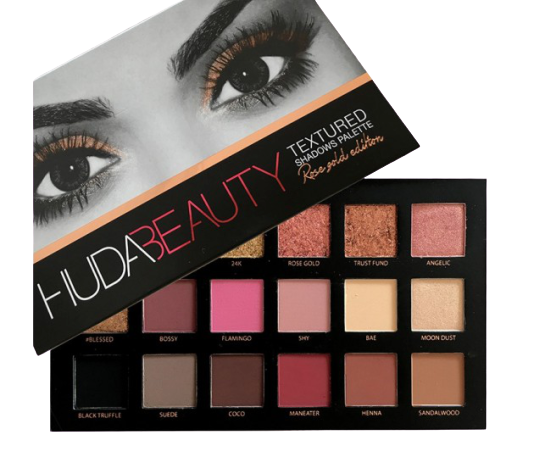 HUDABEAUTY
TEXTURED
SHADOWS PALETTE
Rose gold edition
24K
ROSE GOLD
TRUST FUND
ANGELIC
#BLESSED
BOSSY
FLAMINGO
SHY
BAE
MOON DUST
BLACK TRUFFLE
SUEDE
COCO
MANEATER
HENNA
SANDALWOOD